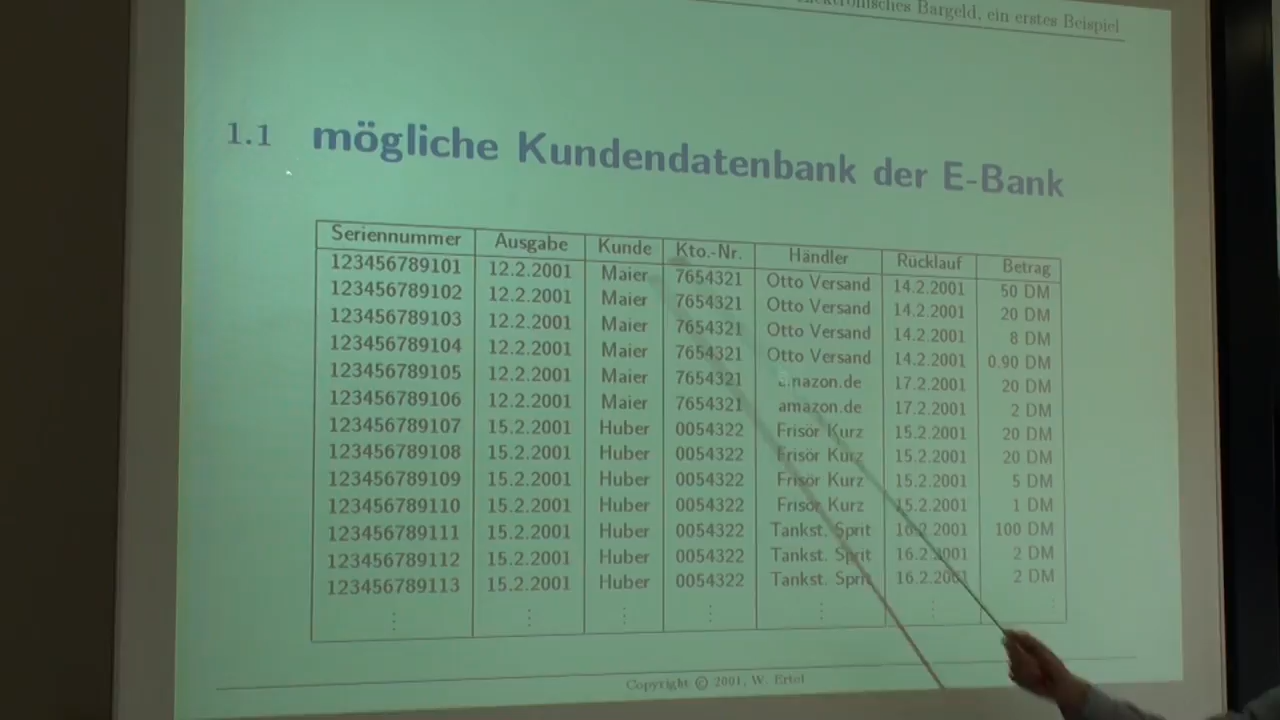 Elektronisches Bargeld, ein erstes Beispiel
1.1 mögliche Kundendatenbank der E-Bank
Seriennummer Ausgabe Kunde Kto.-Nr. Händler Rücklauf Betrag
123456789101 12.2.2001 Maier 7654321 Otto Versand 14.2.2001 50 DM
123456789102 12.2.2001 Maier 7654321 Otto Versand 14.2.2001 20 DM
123456789103 12.2.2001 Maier 7654321 Otto Versand 14.2.2001 8 DM
123456789104 12.2.2001 Maier 7654321 Otto Versand 14.2.2001 0.90 DM
123456789105 12.2.2001 Maier 7654321 amazon.de 17.2.2001 20 DM
123456789106 12.2.2001 Maier 7654321 amazon.de 17.2.2001 2 DM
123456789107 15.2.2001 Huber 0054322 Frisör Kurz 15.2.2001 20 DM
123456789108 15.2.2001 Huber 0054322 Frisör Kurz 15.2.2001 20 DM
123456789109 15.2.2001 Huber 0054322 Frisör Kurz 15.2.2001 5 DM
123456789110 15.2.2001 Huber 0054322 Frisör Kurz 15.2.2001 1 DM
123456789111 15.2.2001 Huber 0054322 Tankst. Sprit 16.2.2001 100 DM
123456789112 15.2.2001 Huber 0054322 Tankst. Sprit 16.2.2001 2 DM
123456789113 15.2.2001 Huber 0054322 Tankst. Sprit 16.2.2001 2 DM
Copyright © 2001, W. Ertel